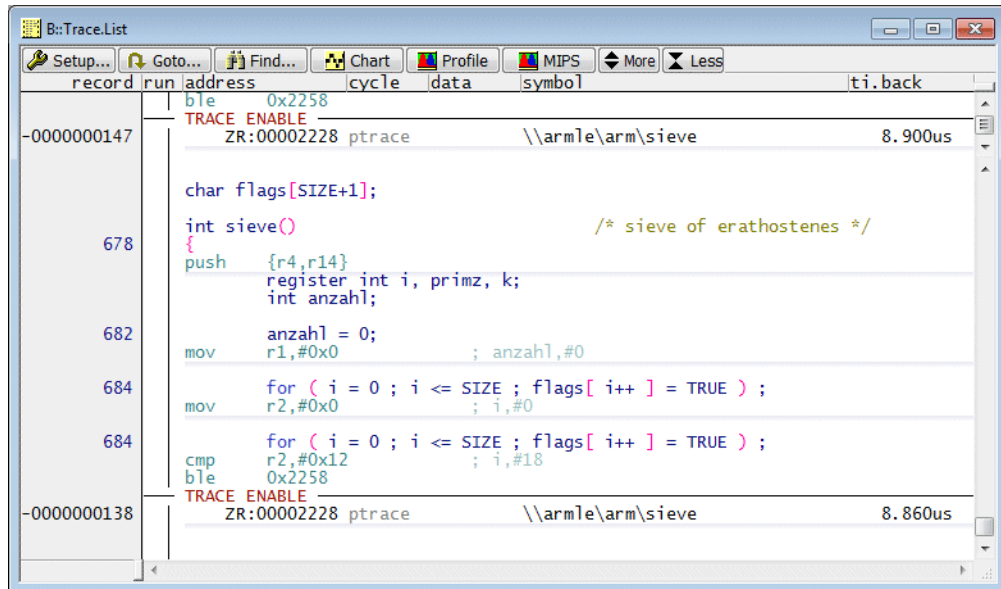 B::Trace.List
Setup... Goto... Find... Chart Profile MIPS More Less
record run address cycle data symbol ti.back
ble 0x2258
TRACE ENABLE
-0000000147 ZR:00002228 ptrace \\armle\arm\sieve 8.900us
char flags[SIZE+1];
int sieve() /* sieve of erathostenes */
678 {
push {r4,r14}
register int i, primz, k;
int anzahl;
682 anzahl = 0;
mov r1,#0x0 ; anzahl,#0
684 for ( i = 0 ; i <= SIZE ; flags[ i++ ] = TRUE ) ;
mov r2,#0x0 ; i,#0
684 for ( i = 0 ; i <= SIZE ; flags[ i++ ] = TRUE ) ;
cmp r2,#0x12 ; i,#18
ble 0x2258
TRACE ENABLE
-0000000138 ZR:00002228 ptrace \\armle\arm\sieve 8.860us